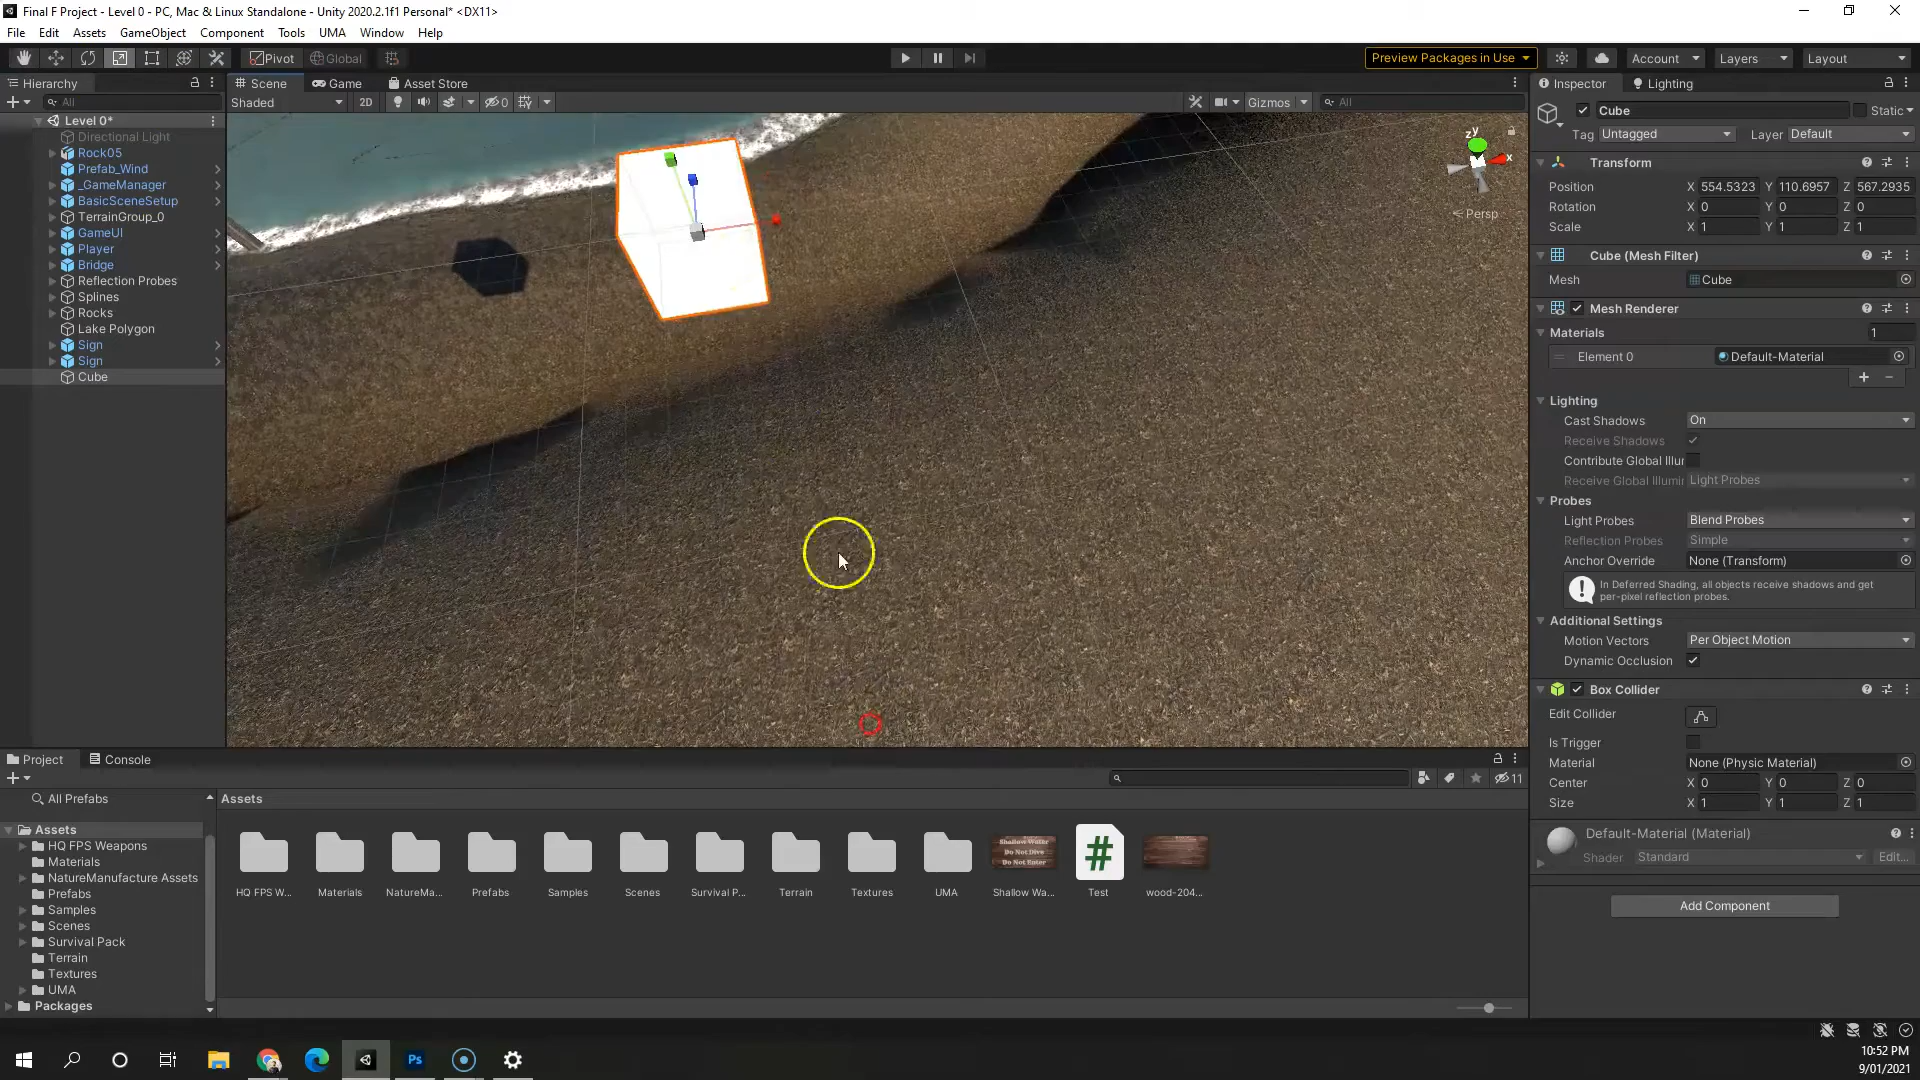 Final F Project - Level 0 - PC, Mac & Linux Standalone - Unity 2020.2.1f1 Personal* <DX11>
File Edit Assets GameObject Component Tools UMA Window Help
Pivot Global Preview Packages in Use Account Layers Layout
Hierarchy Scene Game Asset Store Inspector Lighting
All Shaded 2D 0 Gizmos All
Cube Static
Tag Untagged Layer Default
Level 0*
Directional Light
Rock05
Prefab_Wind
_GameManager
BasicSceneSetup
TerrainGroup_0
GameUI
Player
Bridge
Reflection Probes
Splines
Rocks
Lake Polygon
Sign
Sign
Cube
z y x
Persp
Transform
Position X 554.5323 Y 110.6957 Z 567.2935
Rotation X 0 Y 0 Z 0
Scale X 1 Y 1 Z 1
Cube (Mesh Filter)
Mesh Cube
Mesh Renderer
Materials 1
Element 0 Default-Material
Lighting
Cast Shadows On
Receive Shadows
Contribute Global Illur
Receive Global Illumir Light Probes
Probes
Light Probes Blend Probes
Reflection Probes Simple
Anchor Override None (Transform)
In Deferred Shading, all objects receive shadows and get
per-pixel reflection probes.
Additional Settings
Motion Vectors Per Object Motion
Dynamic Occlusion
Box Collider
Edit Collider
Is Trigger
Material None (Physic Material)
Center X 0 Y 0 Z 0
Size X 1 Y 1 Z 1
Default-Material (Material)
Shader Standard Edit...
Add Component
Project Console
11
All Prefabs
Assets
HQ FPS Weapons
Materials
NatureManufacture Assets
Prefabs
Samples
Scenes
Survival Pack
Terrain
Textures
UMA
Packages
Assets
Shallow Water
Do Not Dive
Do Not Enter
#
HQ FPS W... Materials NatureMa... Prefabs Samples Scenes Survival P... Terrain Textures UMA Shallow Wa... Test wood-204...
Ps
10:52 PM
9/01/2021